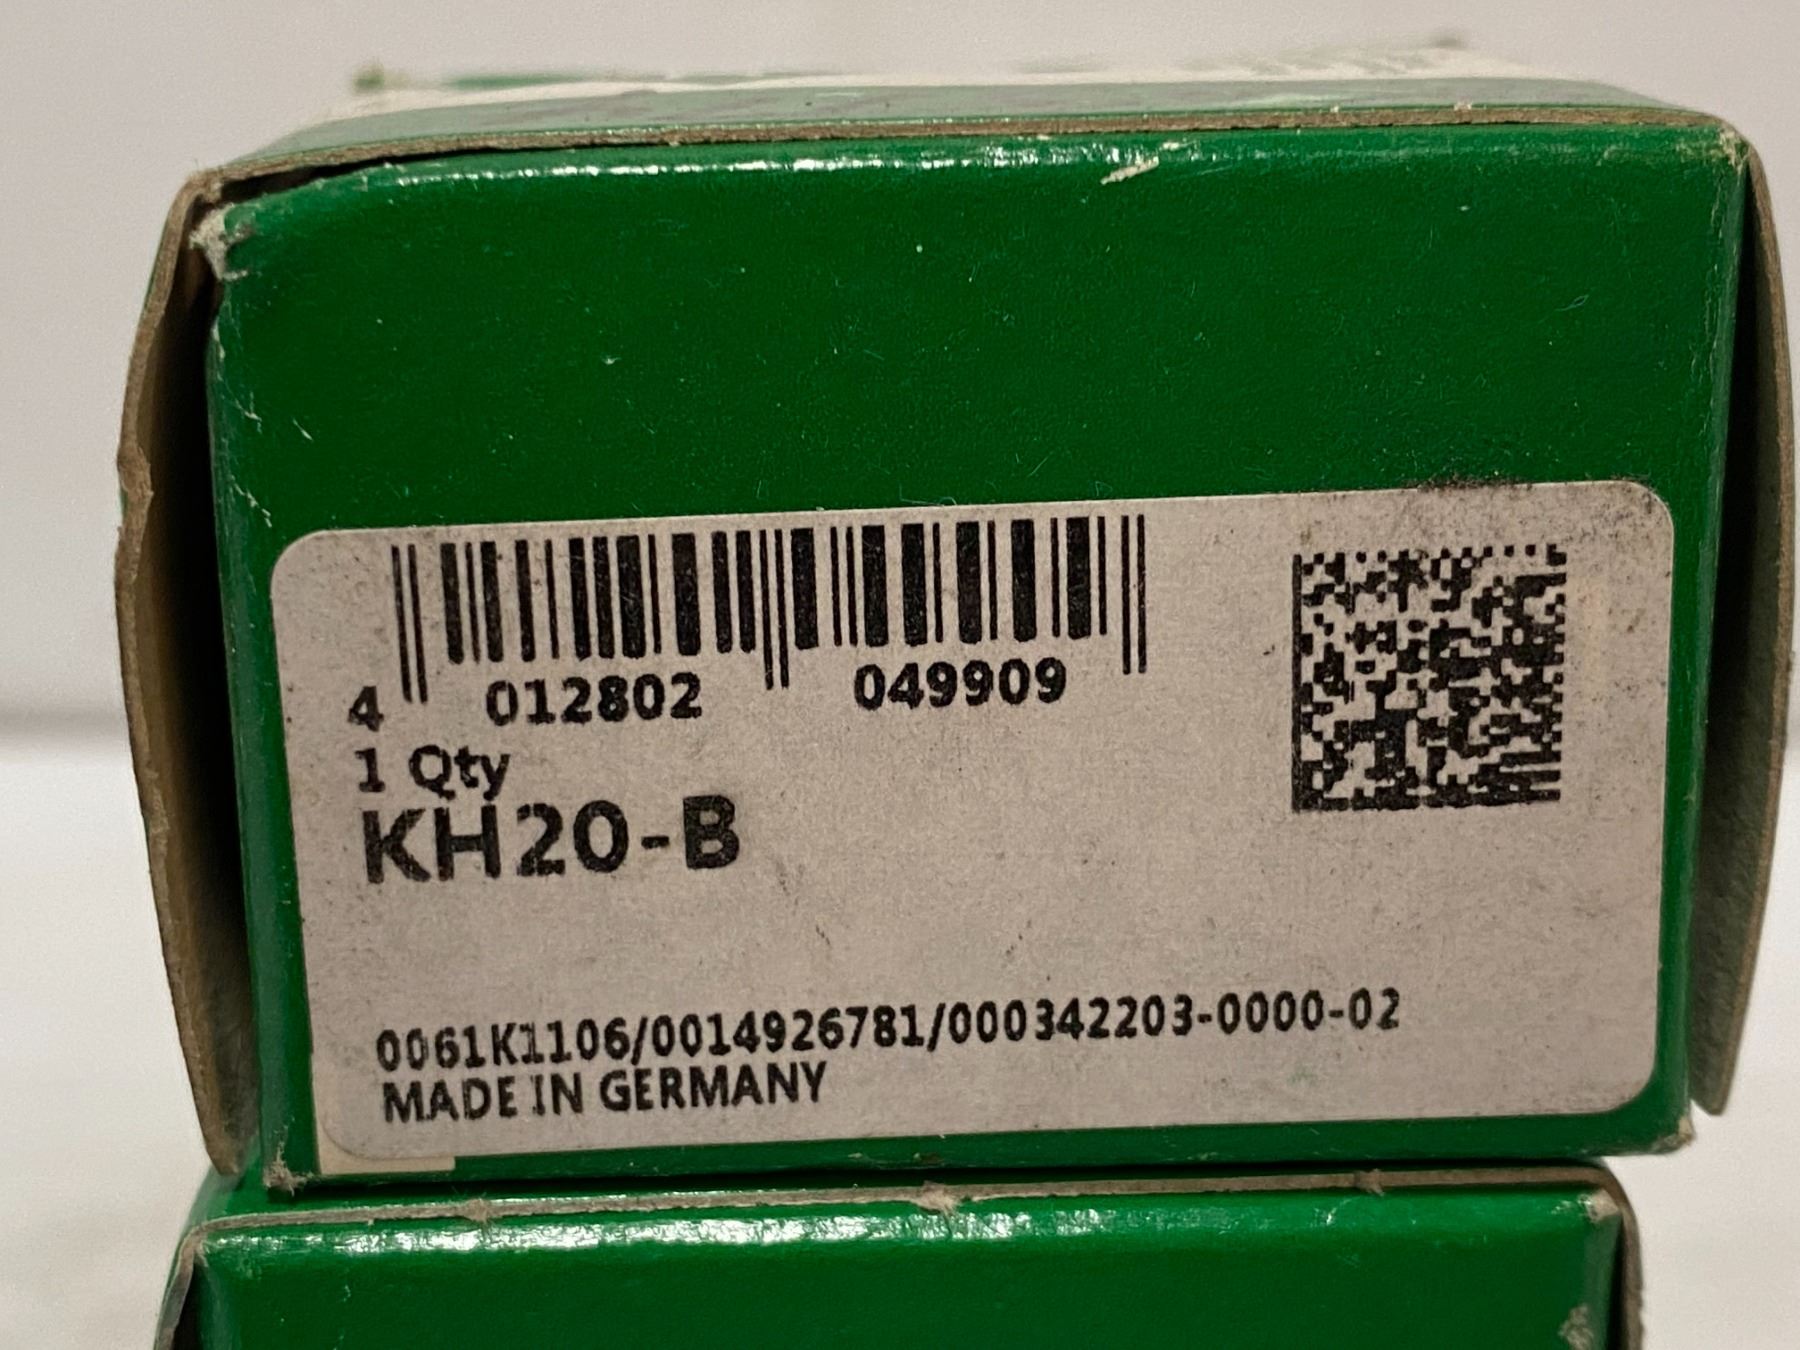 4 012802 049909
1 Qty
KH20-B
0061K1106/0014926781/000342203-0000-02
MADE IN GERMANY